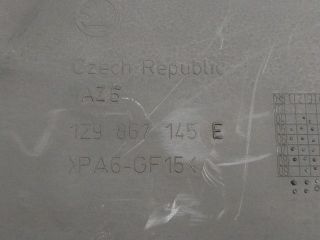 Czech Republic
AZ6
1Z9 867 145 E
>PA6-GF15<